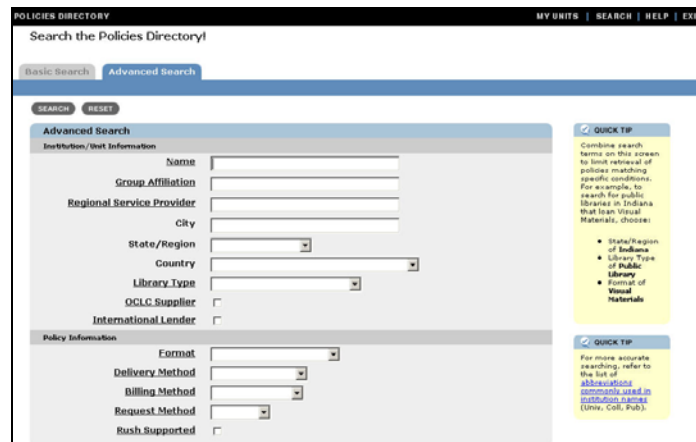 POLICIES DIRECTORY
MY UNITS | SEARCH | HELP | EXI
Search the Policies Directory!
Basic Search
Advanced Search
SEARCH
RESET
Advanced Search
Institution/Unit Information
Name
Group Affiliation
Regional Service Provider
City
State/Region
Country
Library Type
OCLC Supplier
International Lender
Policy Information
Format
Delivery Method
Billing Method
Request Method
Rush Supported
QUICK TIP
Combine search
terms on this screen
to limit retrieval of
policies matching
specific conditions.
For example, to
search for public
libraries in Indiana
that loan Visual
Materials, choose:
• State/Region
of Indiana
• Library Type
of Public
Library
• Format of
Visual
Materials
QUICK TIP
For more accurate
searching, refer to
the list of
abbreviations
commonly used in
institution names
(Univ, Coll, Pub).